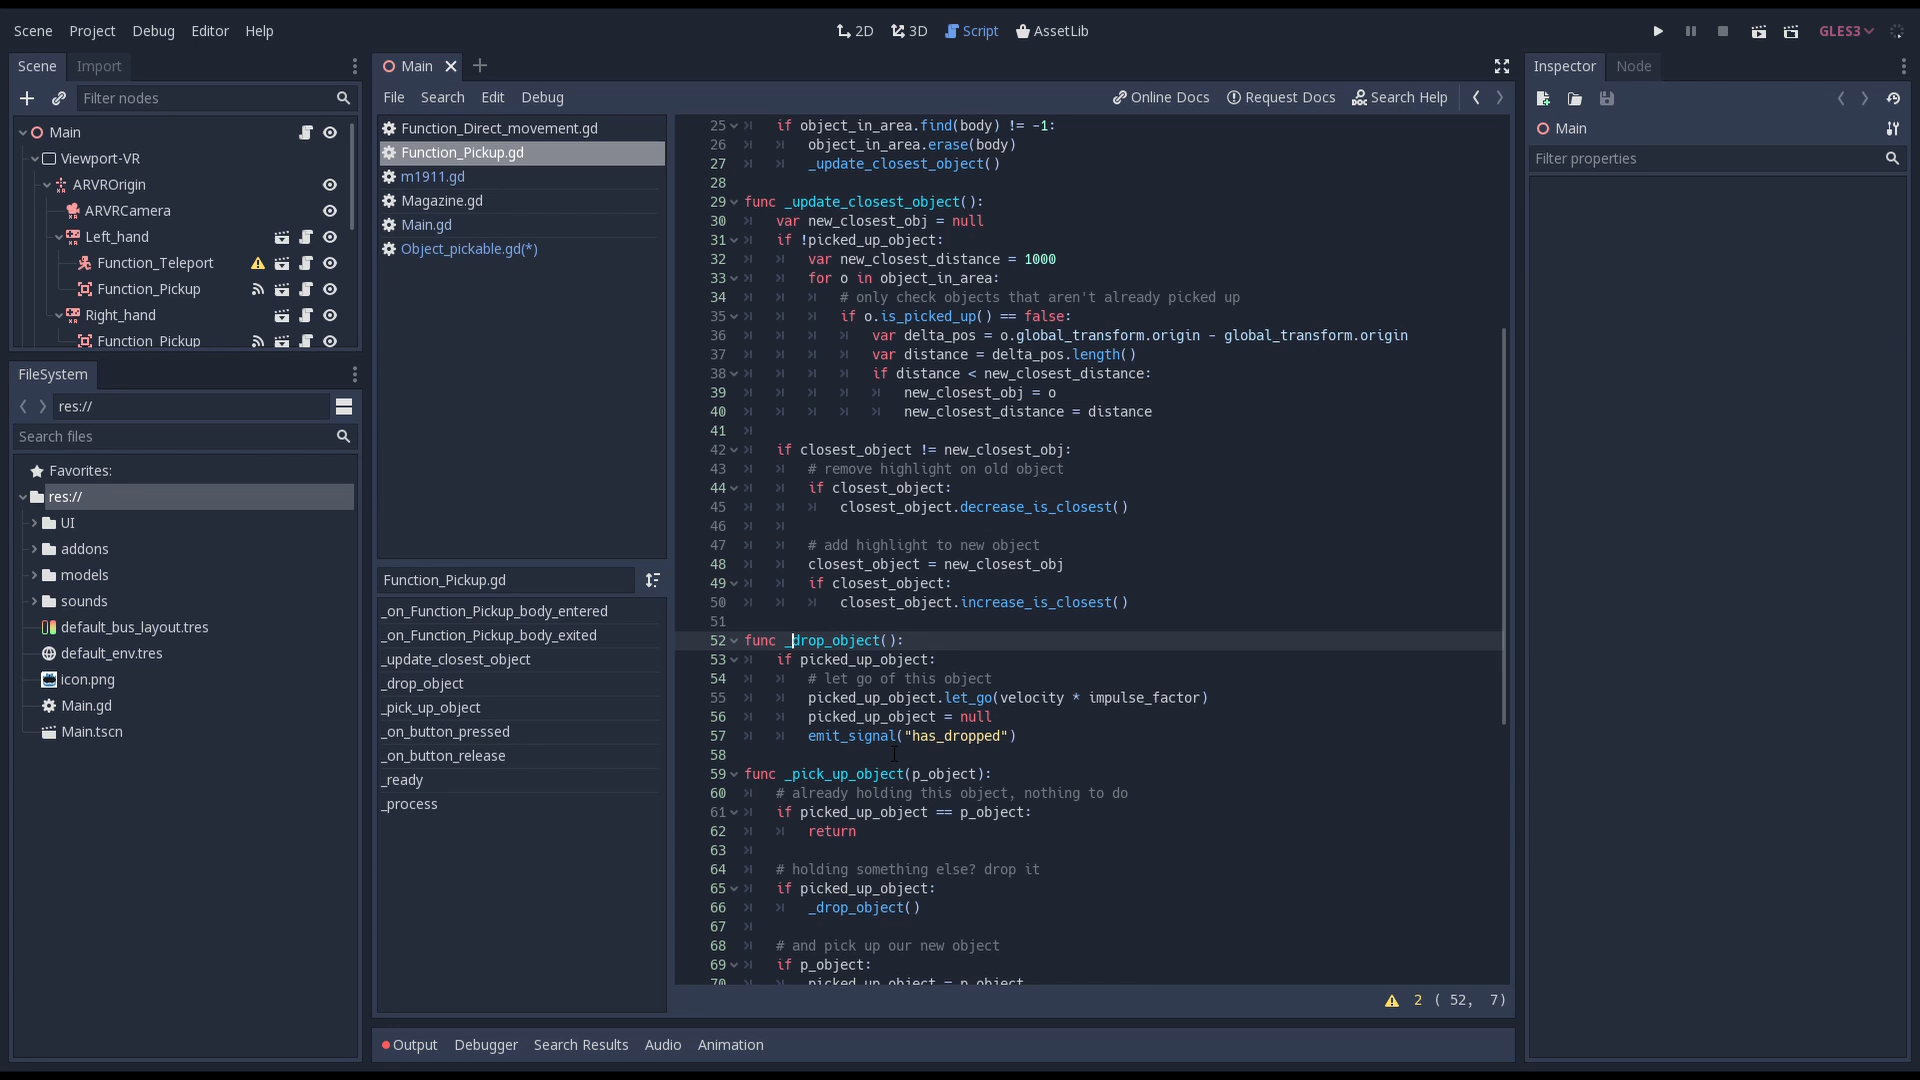 Scene Project Debug Editor Help
2D 3D Script AssetLib
GLES3
Scene Import
Filter nodes
Main
Viewport-VR
ARVROrigin
ARVRCamera
Left_hand
Function_Teleport
Function_Pickup
Right_hand
Function_Pickup
FileSystem
res://
Search files
Favorites:
res://
UI
addons
models
sounds
default_bus_layout.tres
default_env.tres
icon.png
Main.gd
Main.tscn
Main
File Search Edit Debug
Online Docs Request Docs Search Help
Function_Direct_movement.gd
Function_Pickup.gd
m1911.gd
Magazine.gd
Main.gd
Object_pickable.gd(*)
Function_Pickup.gd
_on_Function_Pickup_body_entered
_on_Function_Pickup_body_exited
_update_closest_object
_drop_object
_pick_up_object
_on_button_pressed
_on_button_release
_ready
_process
25 if object_in_area.find(body) != -1:
26 object_in_area.erase(body)
27 _update_closest_object()
28
29 func _update_closest_object():
30 var new_closest_obj = null
31 if !picked_up_object:
32 var new_closest_distance = 1000
33 for o in object_in_area:
34 # only check objects that aren't already picked up
35 if o.is_picked_up() == false:
36 var delta_pos = o.global_transform.origin - global_transform.origin
37 var distance = delta_pos.length()
38 if distance < new_closest_distance:
39 new_closest_obj = o
40 new_closest_distance = distance
41
42 if closest_object != new_closest_obj:
43 # remove highlight on old object
44 if closest_object:
45 closest_object.decrease_is_closest()
46
47 # add highlight to new object
48 closest_object = new_closest_obj
49 if closest_object:
50 closest_object.increase_is_closest()
51
52 func _drop_object():
53 if picked_up_object:
54 # let go of this object
55 picked_up_object.let_go(velocity * impulse_factor)
56 picked_up_object = null
57 emit_signal("has_dropped")
58
59 func _pick_up_object(p_object):
60 # already holding this object, nothing to do
61 if picked_up_object == p_object:
62 return
63
64 # holding something else? drop it
65 if picked_up_object:
66 _drop_object()
67
68 # and pick up our new object
69 if p_object:
70 picked_up_object = p_object
2 ( 52, 7)
Output Debugger Search Results Audio Animation
Inspector Node
Main
Filter properties